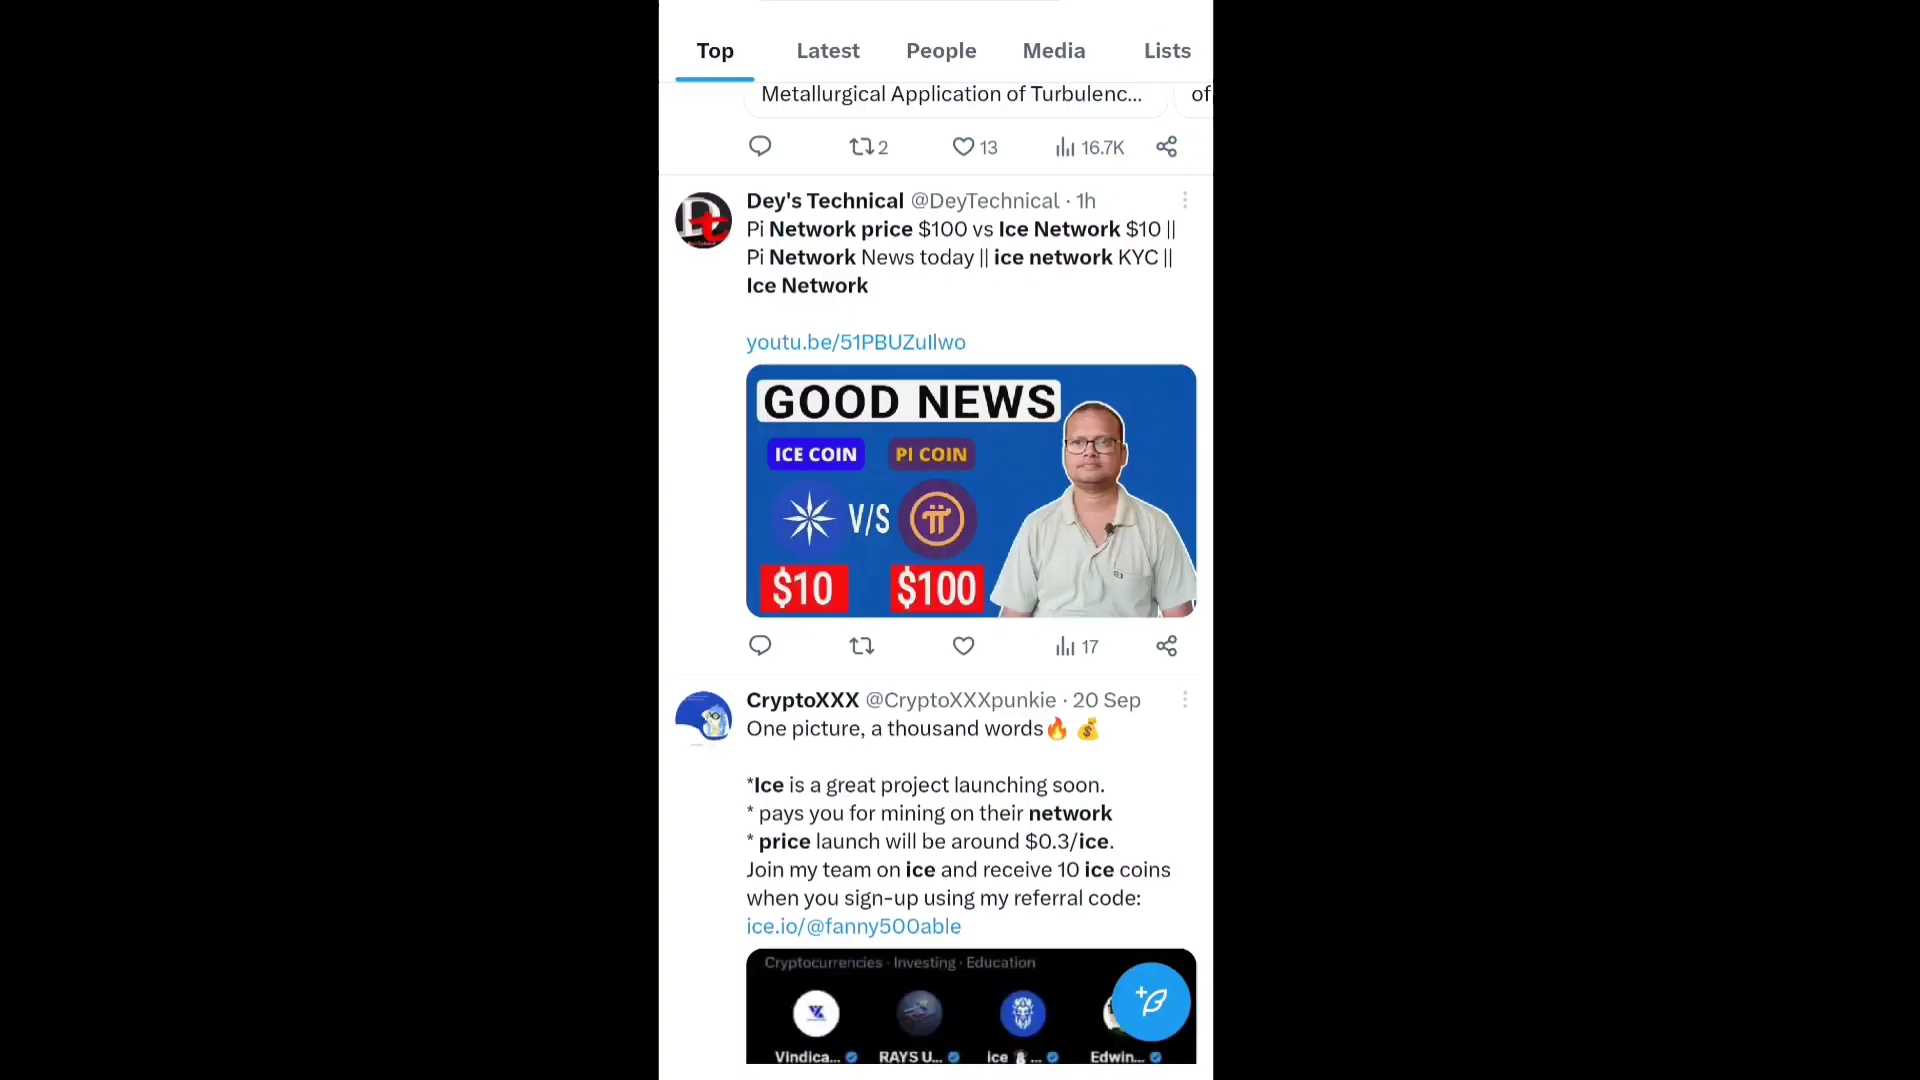 Top Latest People Media Lists
Metallurgical Application of Turbulenc... of
2 13 16.7K
Dey's Technical @DeyTechnical · 1h
Pi Network price $100 vs Ice Network $10 ||
Pi Network News today || ice network KYC ||
Ice Network
youtu.be/51PBUZuIlwo
GOOD NEWS
ICE COIN PI COIN
V/S
$10 $100
17
CryptoXXX @CryptoXXXpunkie · 20 Sep
One picture, a thousand words🔥 💰
*Ice is a great project launching soon.
* pays you for mining on their network
* price launch will be around $0.3/ice.
Join my team on ice and receive 10 ice coins
when you sign-up using my referral code:
ice.io/@fanny500able
Cryptocurrencies · Investing · Education
Vindica... RAYS U... ice ... Edwin...